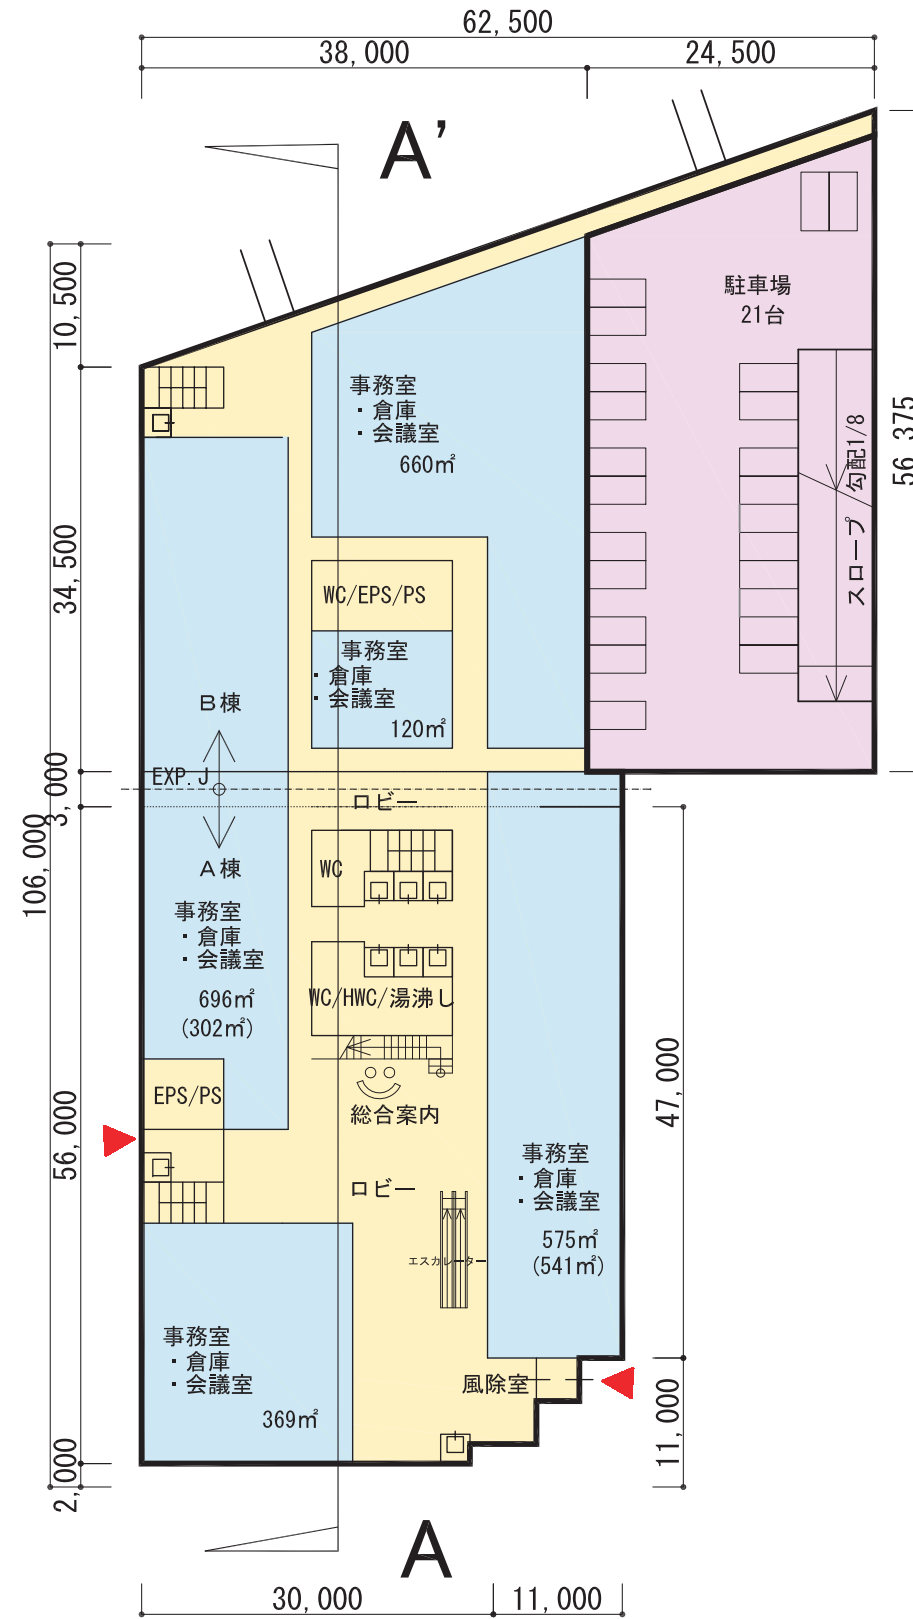 62,500
38,000
24,500
A’
10,500
駐車場
21台
事務室
・倉庫
・会議室
660㎡
56,375
勾配1/8
スロープ
34,500
WC/EPS/PS
事務室
・倉庫
・会議室
120㎡
B棟
EXP.J
3,000
ロビー
106,000
A棟
WC
事務室
・倉庫
・会議室
696㎡
(302㎡)
WC/HWC/湯沸し
EPS/PS
総合案内
47,000
56,000
事務室
・倉庫
・会議室
575㎡
(541㎡)
ロビー
エスカレーター
事務室
・倉庫
・会議室
369㎡
風除室
11,000
2,000
A
30,000
11,000